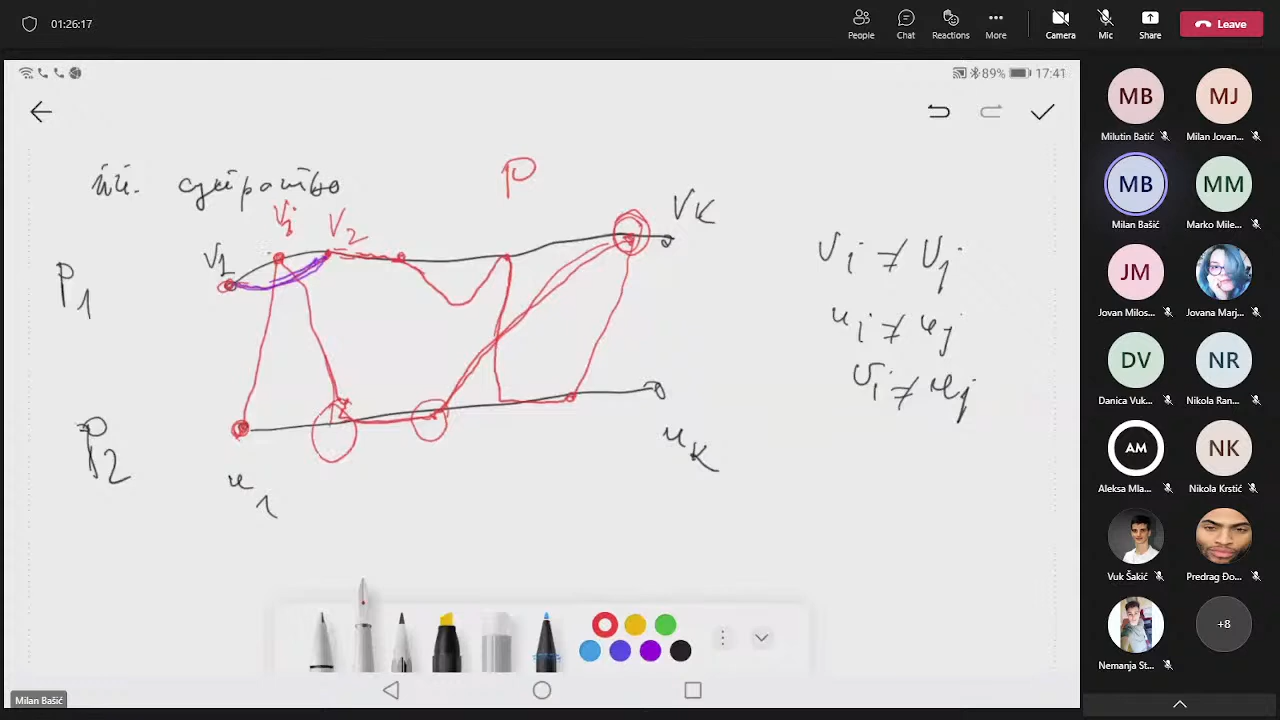 01:26:17
People
Chat
Reactions
More
Camera
Mic
Share
Leave
89%
17:41
P
Vj
V2
VK
V1
P1
Vi ≠ Vj
ui ≠ uj
Vi ≠ uj
P2
u1
uK
MB
Milutin Batić
MJ
Milan Jovan...
MB
Milan Bašić
MM
Marko Mile...
JM
Jovan Milos...
Jovana Marj...
DV
Danica Vuk...
NR
Nikola Ran...
AM
Aleksa Mla...
NK
Nikola Krstić
Vuk Šakić
Predrag Đo...
Nemanja St...
+8
Milan Bašić